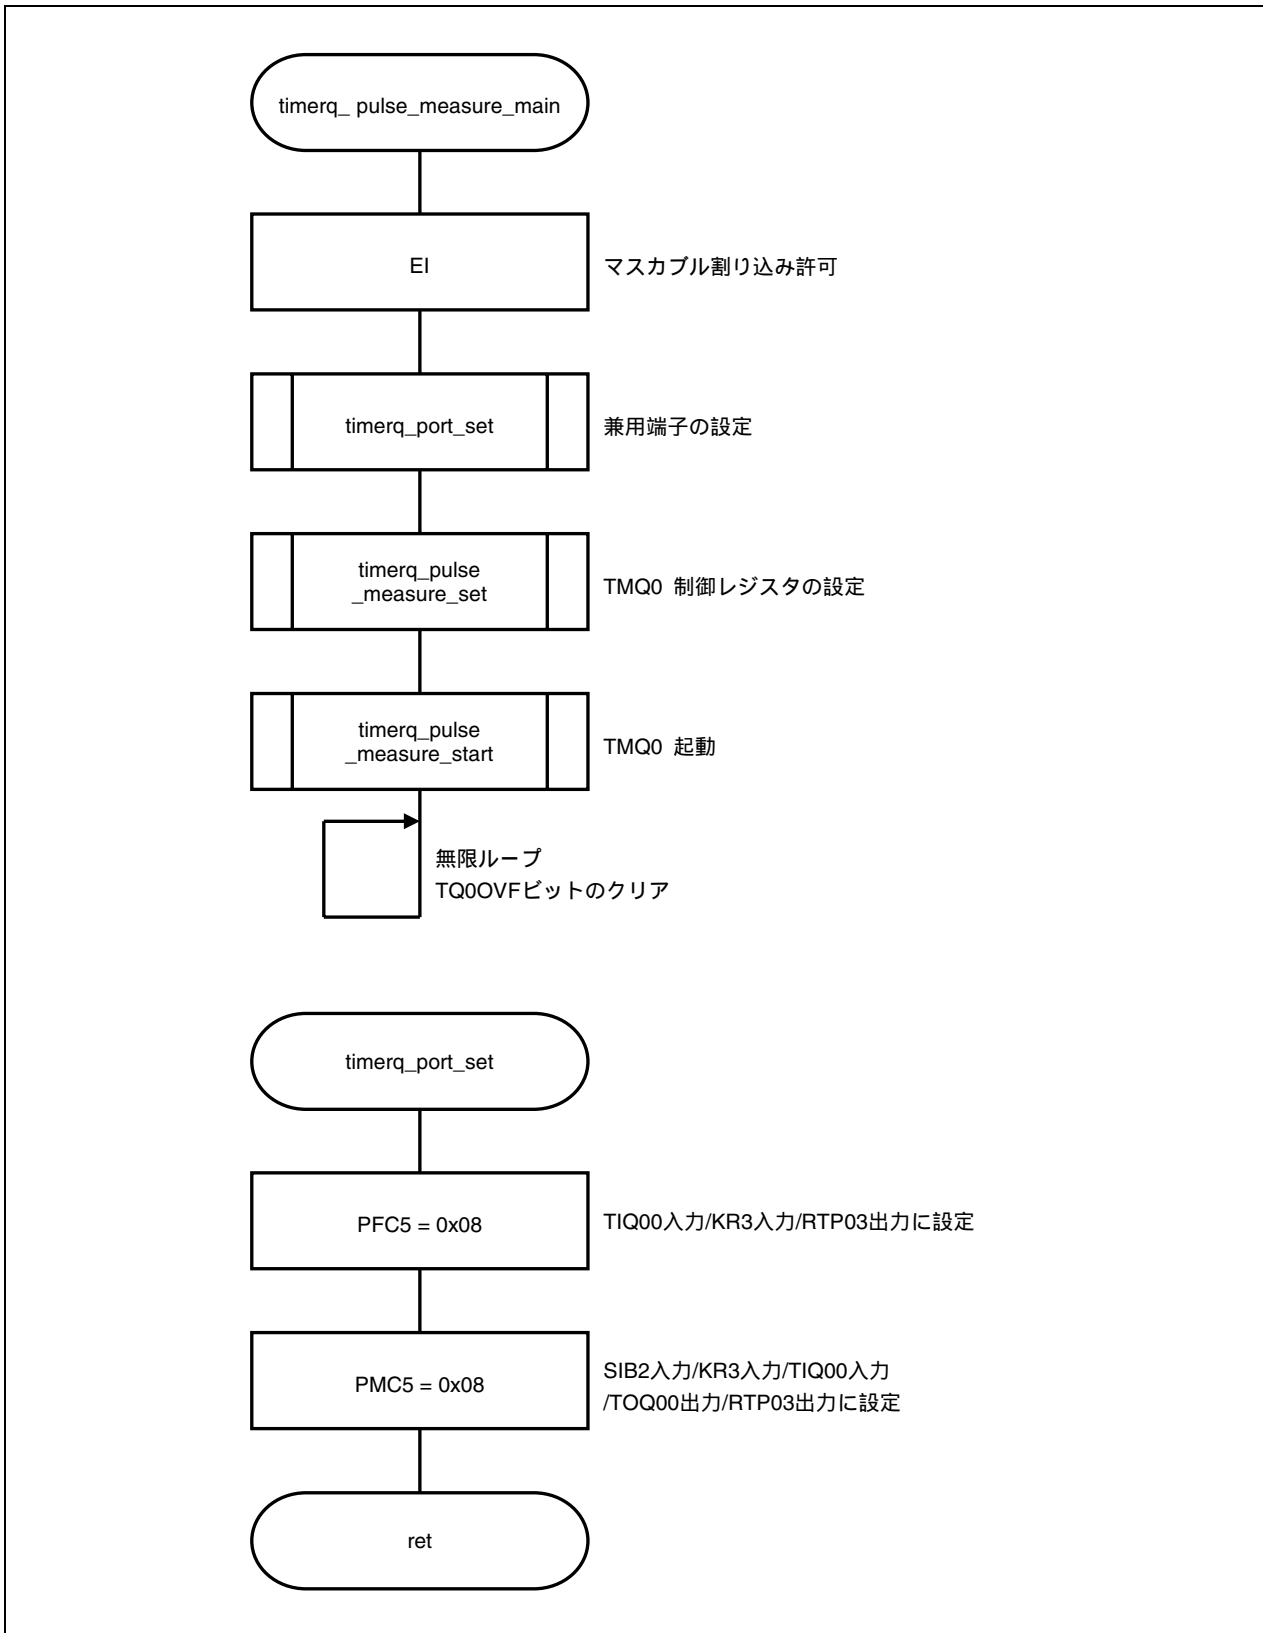 timerq_ pulse_measure_main
EI
マスカブル割り込み許可
timerq_port_set
兼用端子の設定
timerq_pulse
_measure_set
TMQ0 制御レジスタの設定
timerq_pulse
_measure_start
TMQ0 起動
無限ループ
TQ0OVFビットのクリア
timerq_port_set
PFC5 = 0x08
TIQ00入力/KR3入力/RTP03出力に設定
PMC5 = 0x08
SIB2入力/KR3入力/TIQ00入力
/TOQ00出力/RTP03出力に設定
ret